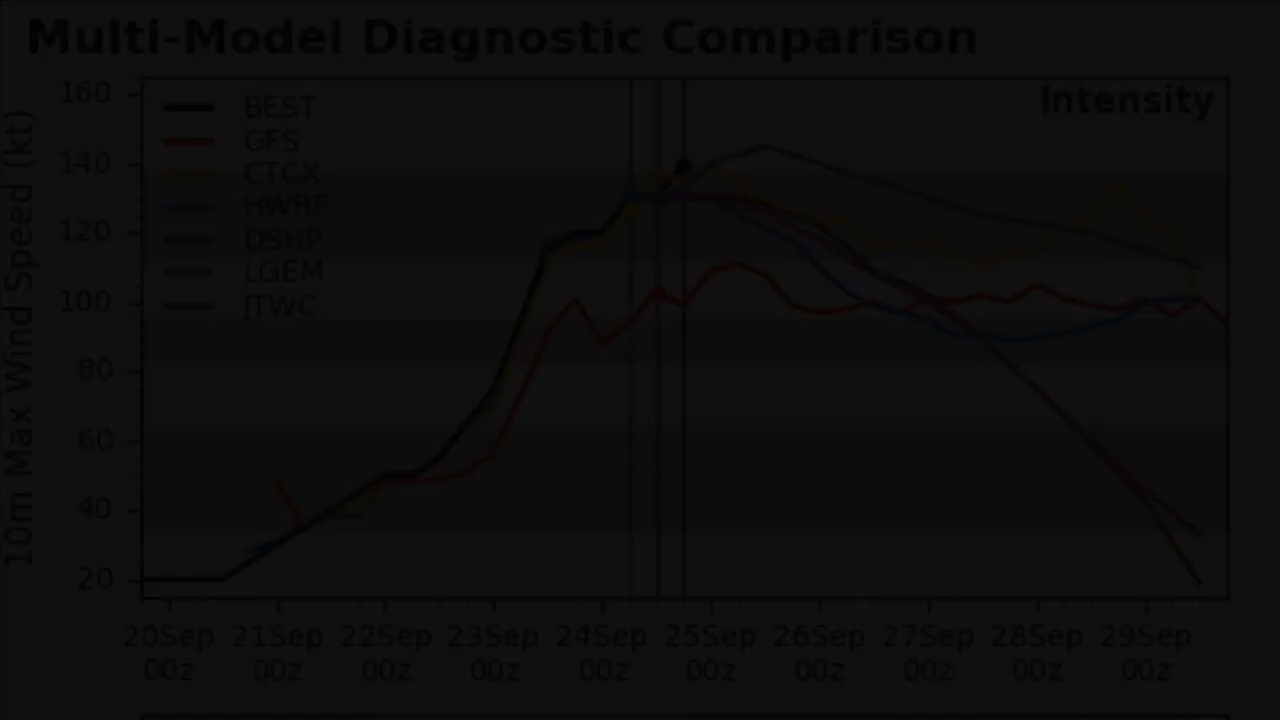 Multi-Model Diagnostic Comparison
Intensity
10m Max Wind Speed (kt)
160
140
120
100
80
60
40
20
BEST
GFS
CTCX
HWRF
DSHP
LGEM
JTWC
20Sep 21Sep 22Sep 23Sep 24Sep 25Sep 26Sep 27Sep 28Sep 29Sep
00z 00z 00z 00z 00z 00z 00z 00z 00z 00z